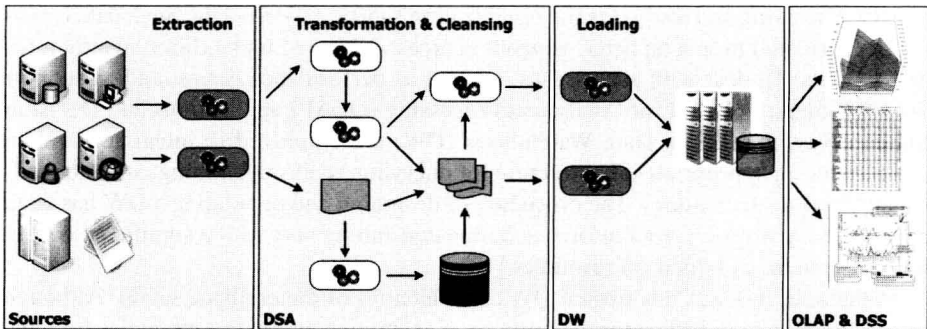 Extraction
Transformation & Cleansing
Loading
Sources
DSA
DW
OLAP & DSS